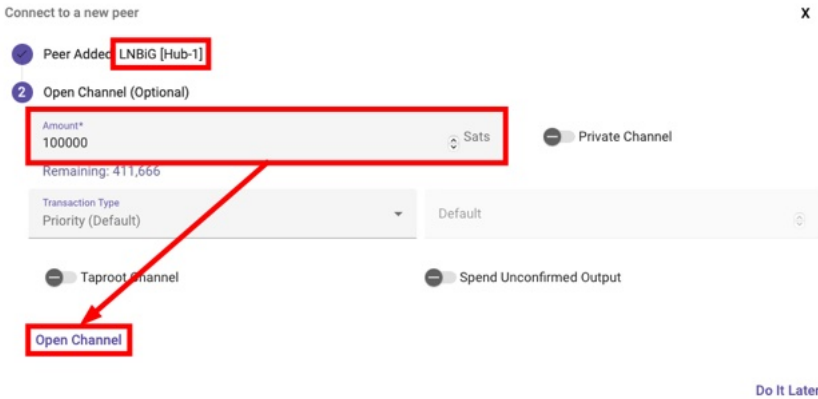 Connect to a new peer X
Peer Added LNBiG [Hub-1]
2 Open Channel (Optional)
Amount*
100000 Sats Private Channel
Remaining: 411,666
Transaction Type
Priority (Default) Default
Taproot Channel Spend Unconfirmed Output
Open Channel
Do It Later